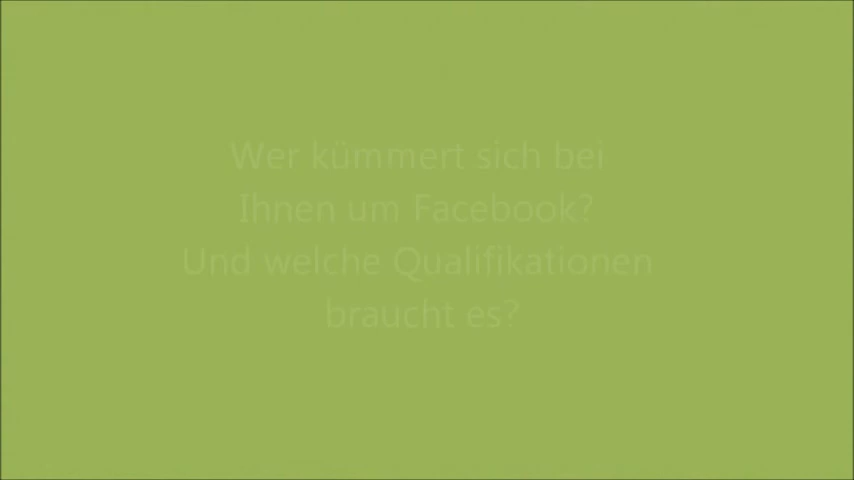 Wer kümmert sich bei
Ihnen um Facebook?
Und welche Qualifikationen
braucht es?